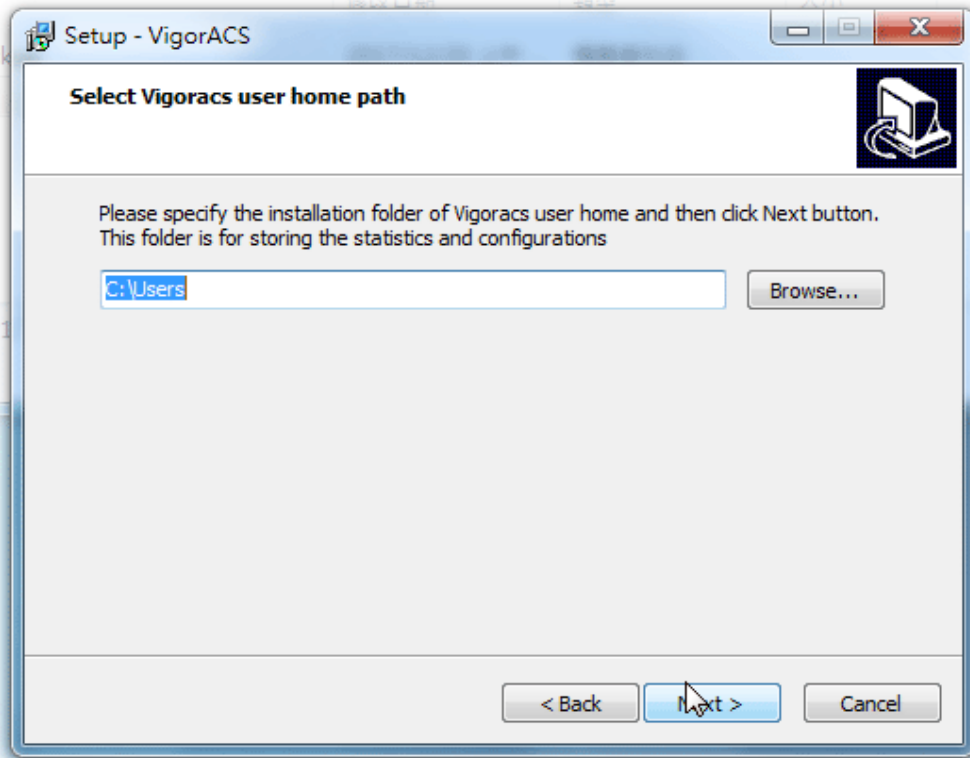 Setup - VigorACS
Select Vigoracs user home path
Please specify the installation folder of Vigoracs user home and then click Next button.
This folder is for storing the statistics and configurations
C:\Users
Browse...
< Back
Next >
Cancel